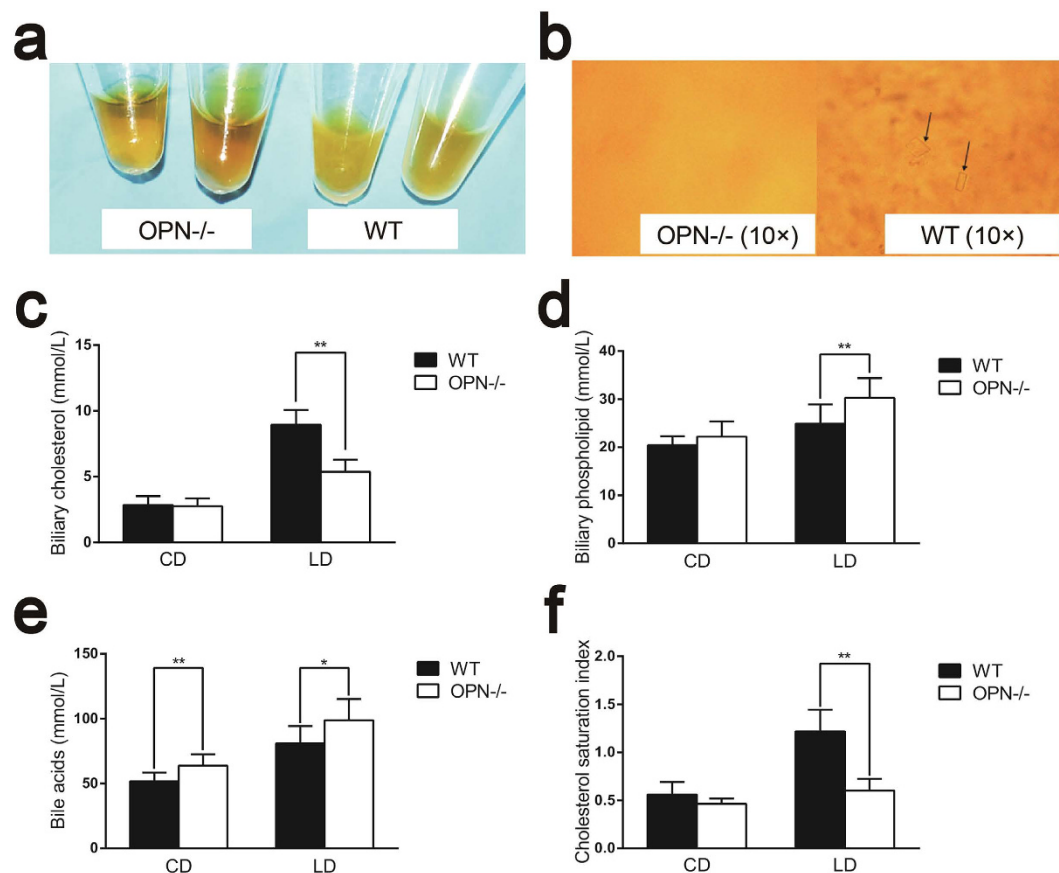 a
OPN-/-
WT
b
OPN-/- (10×)
WT (10×)
c
Biliary cholesterol (mmol/L)
15
10
5
0
**
CD
LD
WT
OPN-/-
d
Biliary phospholipid (mmol/L)
40
30
20
10
0
**
CD
LD
WT
OPN-/-
e
Bile acids (mmol/L)
150
100
50
0
**
*
CD
LD
WT
OPN-/-
f
Cholesterol saturation index
2.0
1.5
1.0
0.5
0.0
**
CD
LD
WT
OPN-/-